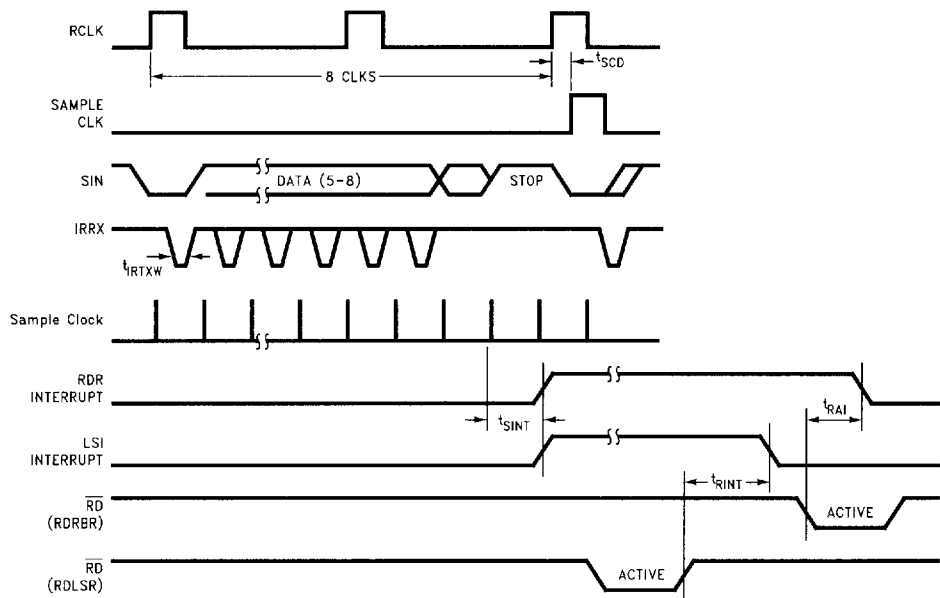 RCLK
8 CLKS
tSCD
SAMPLE
CLK
SIN
DATA (5-8)
STOP
IRRX
tIRTXW
Sample Clock
RDR
INTERRUPT
tRAI
tSINT
LSI
INTERRUPT
tRINT
RD
(RDRBR)
ACTIVE
RD
(RDLSR)
ACTIVE